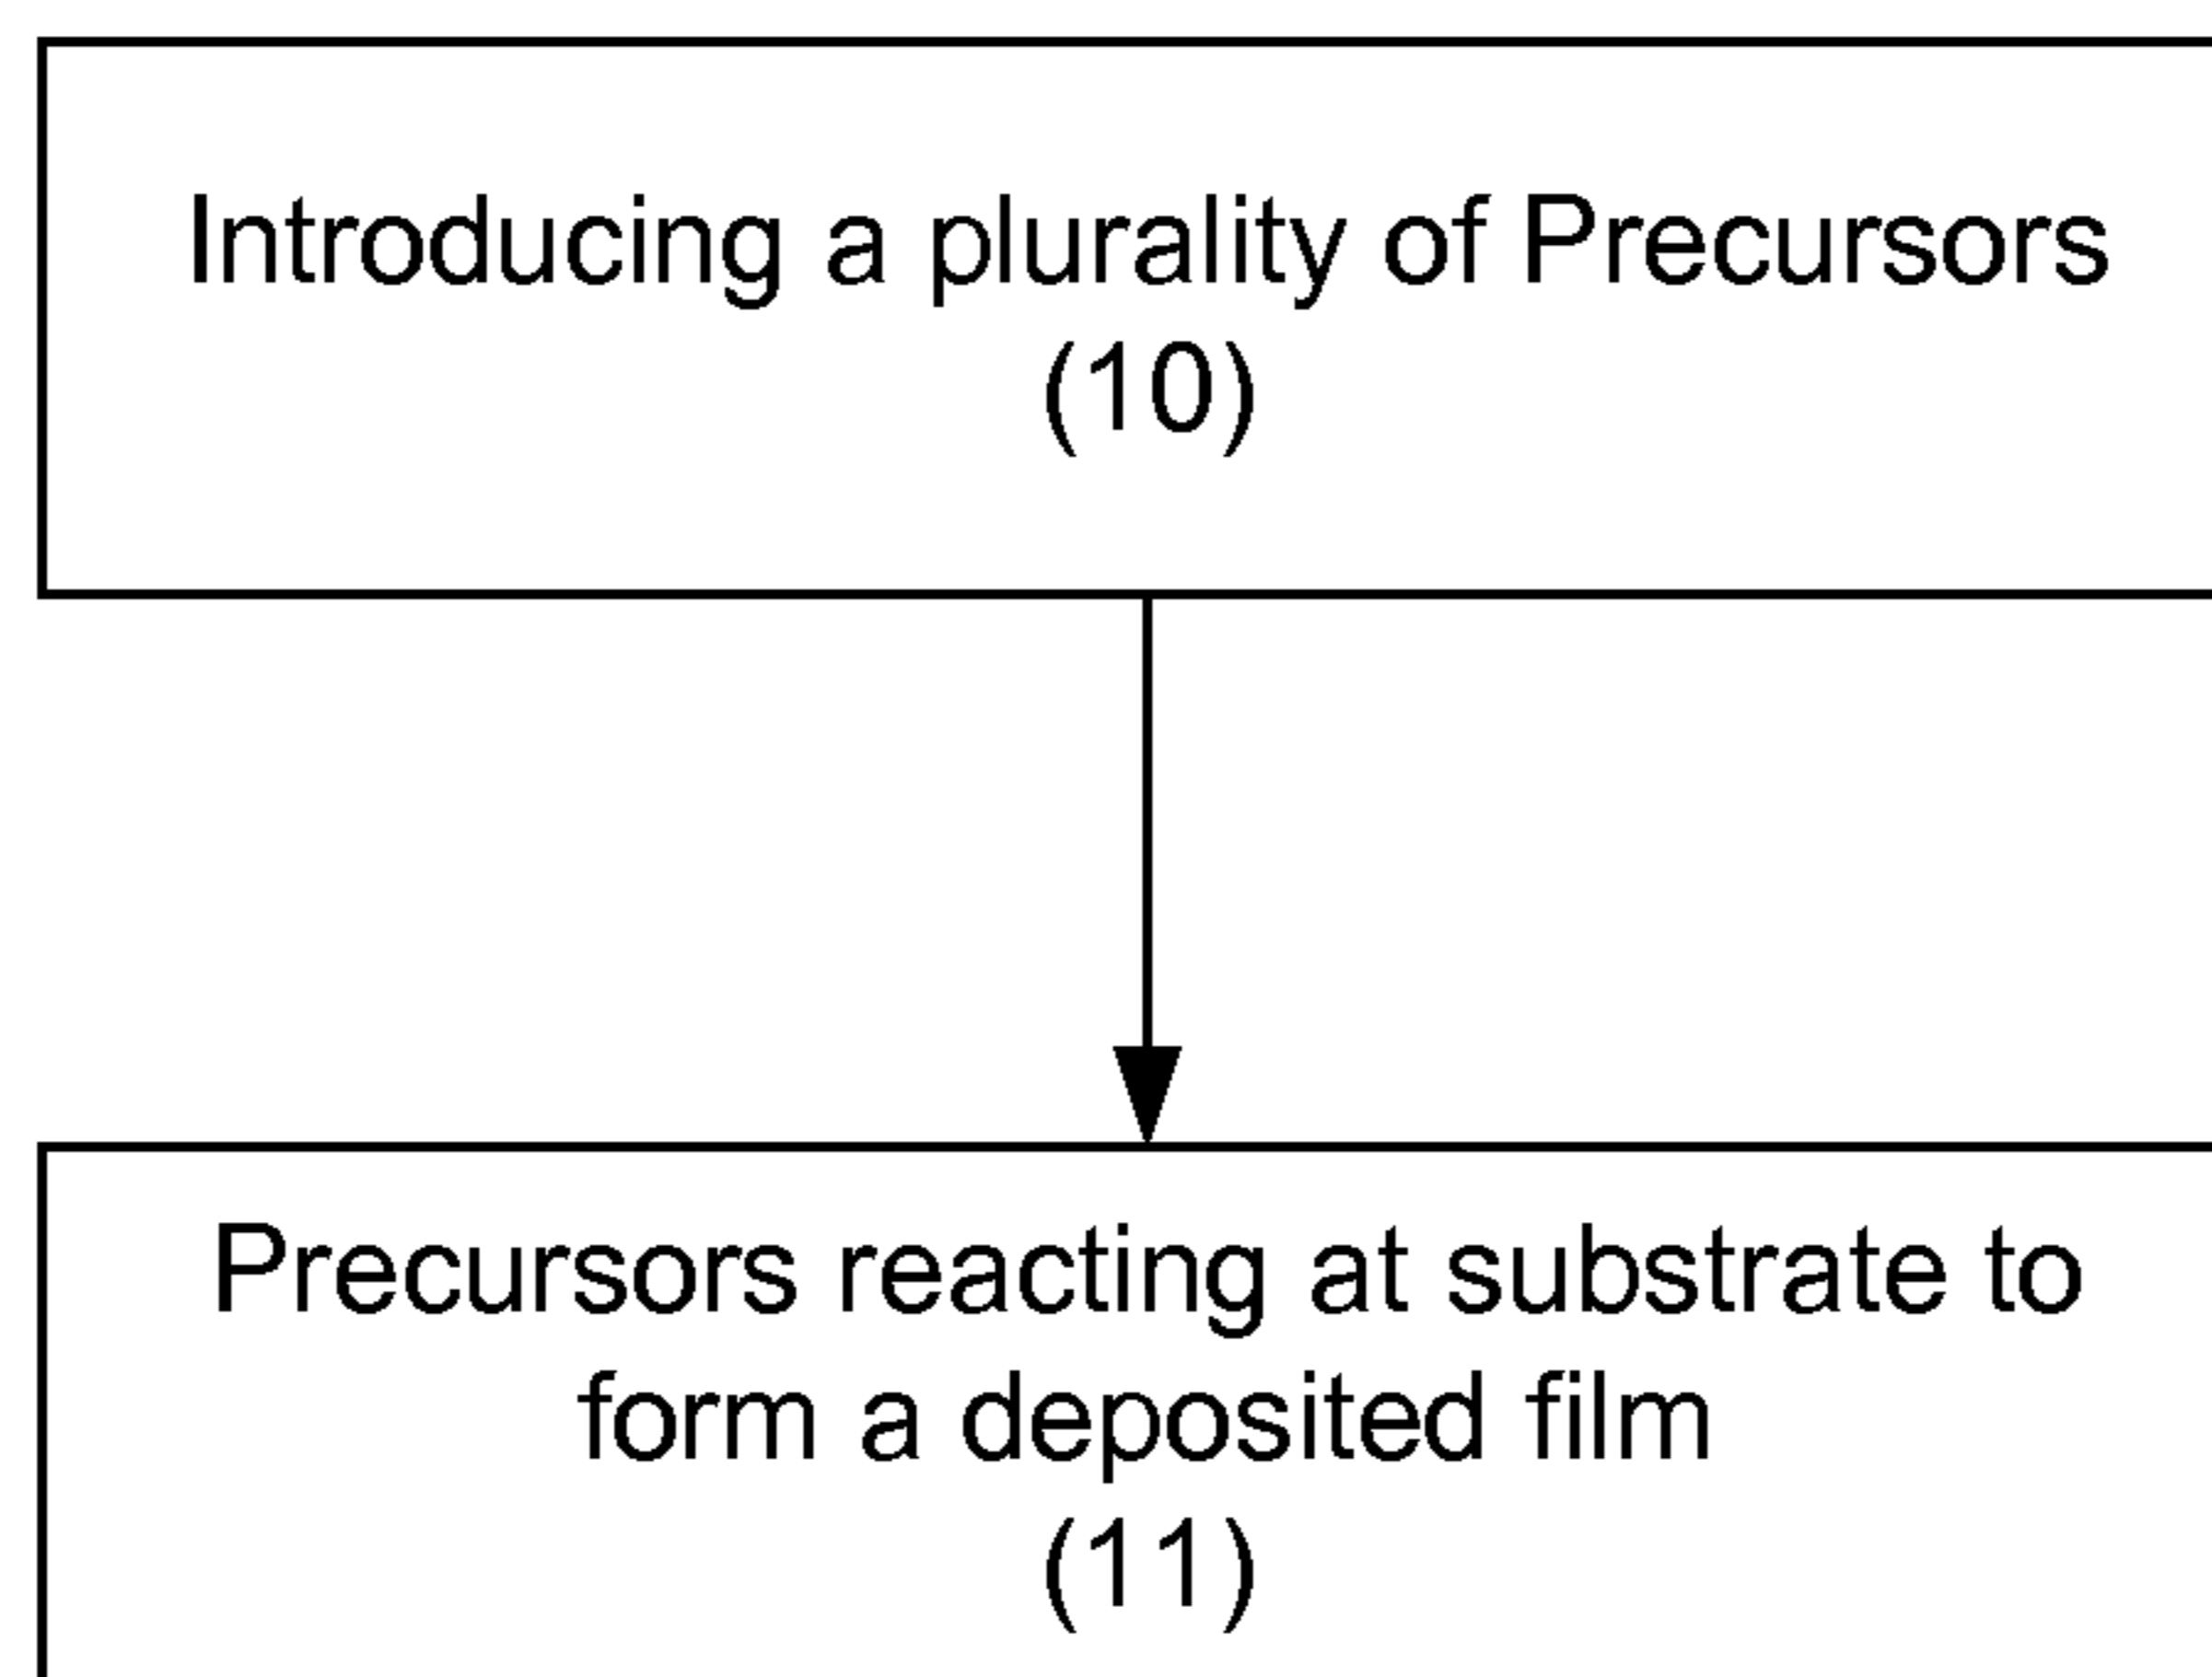 Introducing a plurality of Precursors
(10)
Precursors reacting at substrate to
form a deposited film
(11)